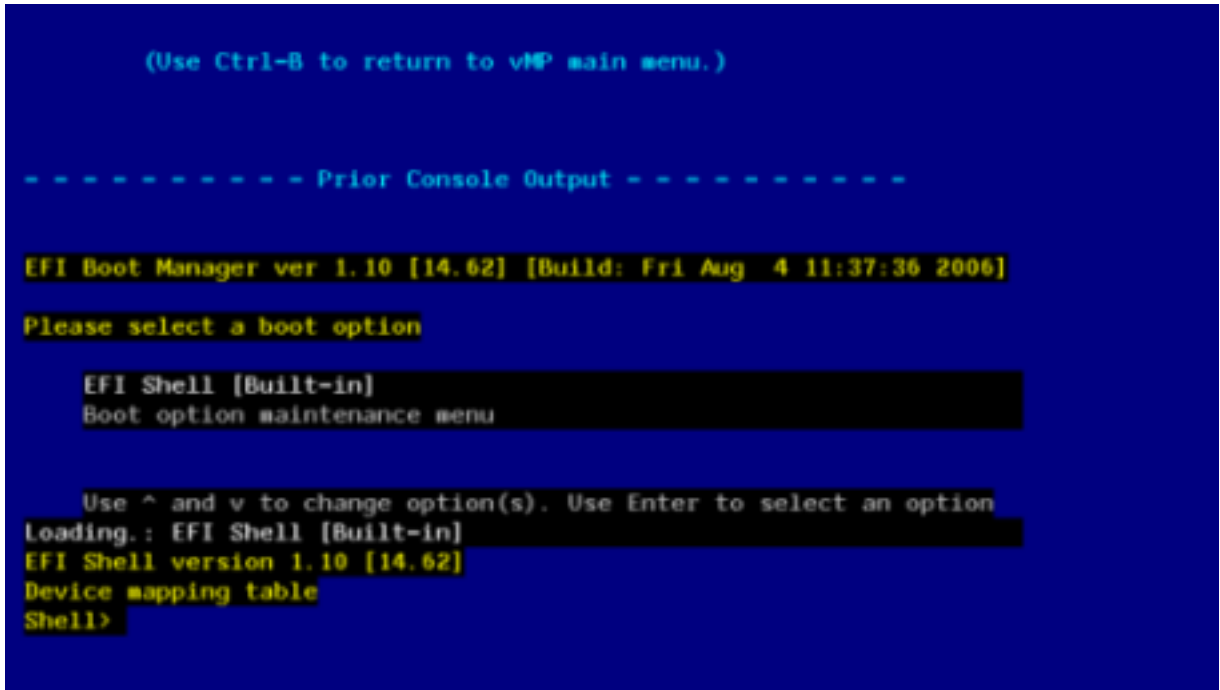 (Use Ctrl-B to return to vMP main menu.)
- - - - - - - - - - Prior Console Output - - - - - - - - - -
EFI Boot Manager ver 1.10 [14.62] [Build: Fri Aug  4 11:37:36 2006]
Please select a boot option
EFI Shell [Built-in]
Boot option maintenance menu
Use ^ and v to change option(s). Use Enter to select an option
Loading.: EFI Shell [Built-in]
EFI Shell version 1.10 [14.62]
Device mapping table
Shell>